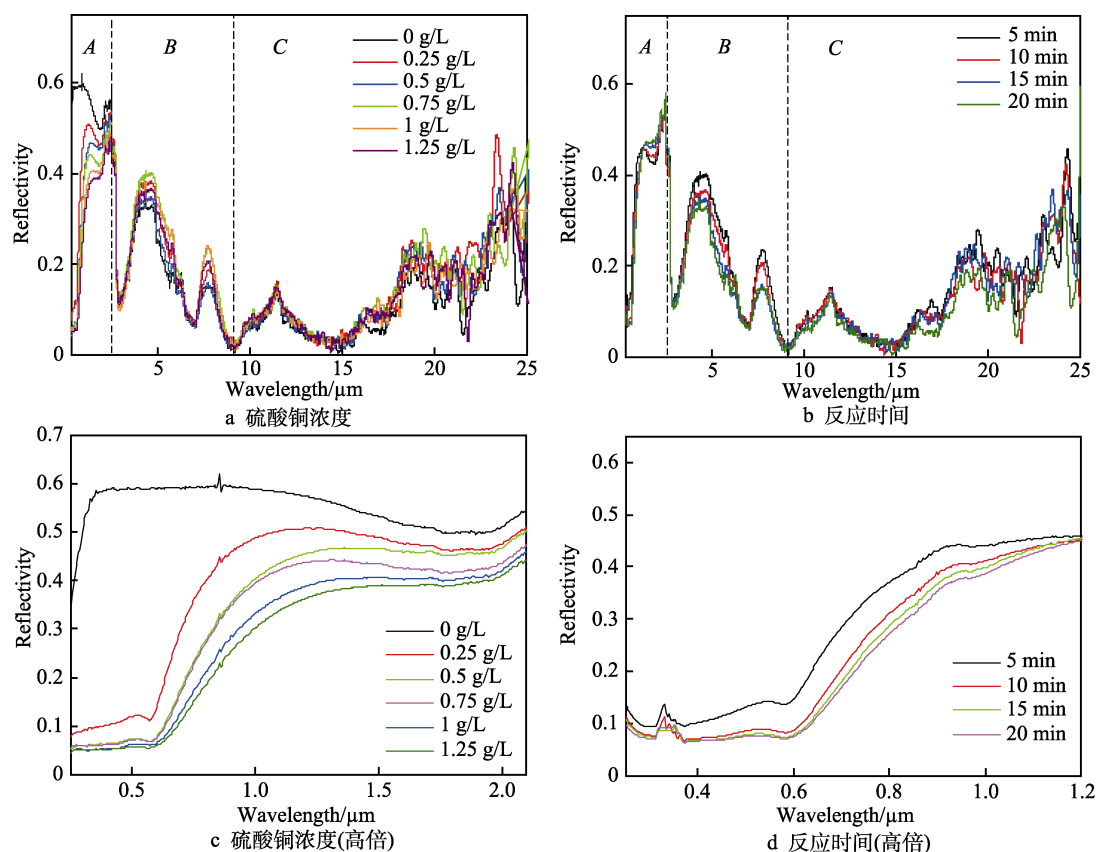 A B C
0 g/L
0.25 g/L
0.5 g/L
0.75 g/L
1 g/L
1.25 g/L
0.6
0.4
0.2
0
Reflectivity
5 10 15 20 25
Wavelength/μm
a 硫酸铜浓度
A B C
5 min
10 min
15 min
20 min
0.6
0.4
0.2
0
Reflectivity
5 10 15 20 25
Wavelength/μm
b 反应时间
0.7
0.6
0.5
0.4
0.3
0.2
0.1
0
Reflectivity
0 g/L
0.25 g/L
0.5 g/L
0.75 g/L
1 g/L
1.25 g/L
0.5 1.0 1.5 2.0
Wavelength/μm
c 硫酸铜浓度(高倍)
0.6
0.5
0.4
0.3
0.2
0.1
0
Reflectivity
5 min
10 min
15 min
20 min
0.4 0.6 0.8 1.0 1.2
Wavelength/μm
d 反应时间(高倍)